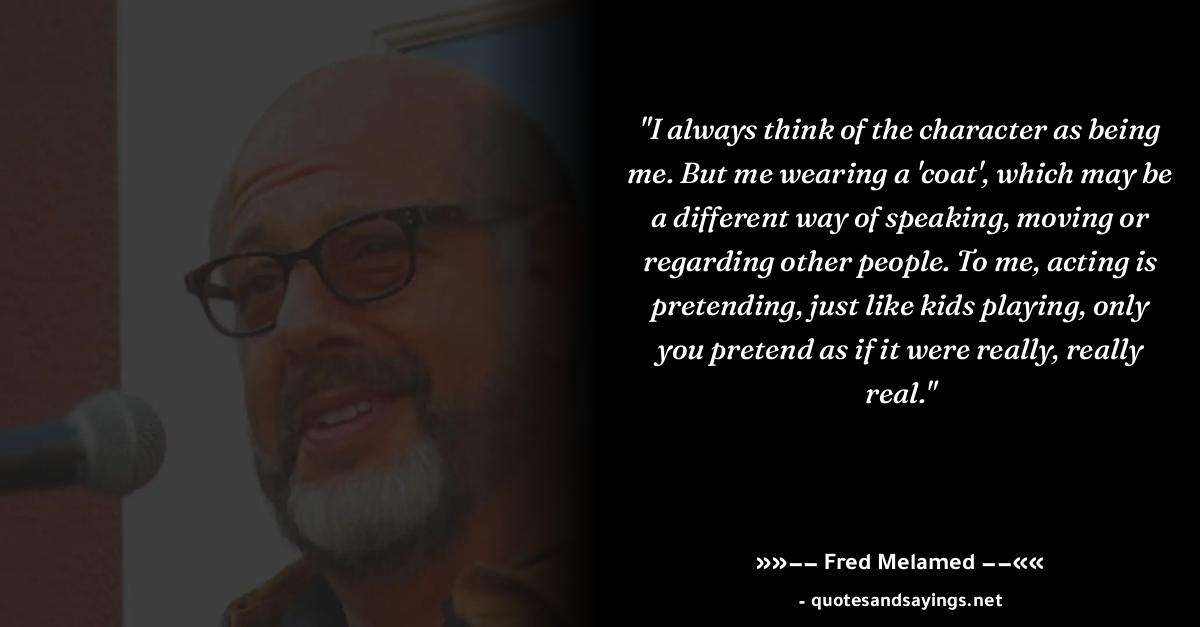 "I always think of the character as being
me. But me wearing a 'coat', which may be
a different way of speaking, moving or
regarding other people. To me, acting is
pretending, just like kids playing, only
you pretend as if it were really, really
real."
»»−− Fred Melamed −−««
- quotesandsayings.net